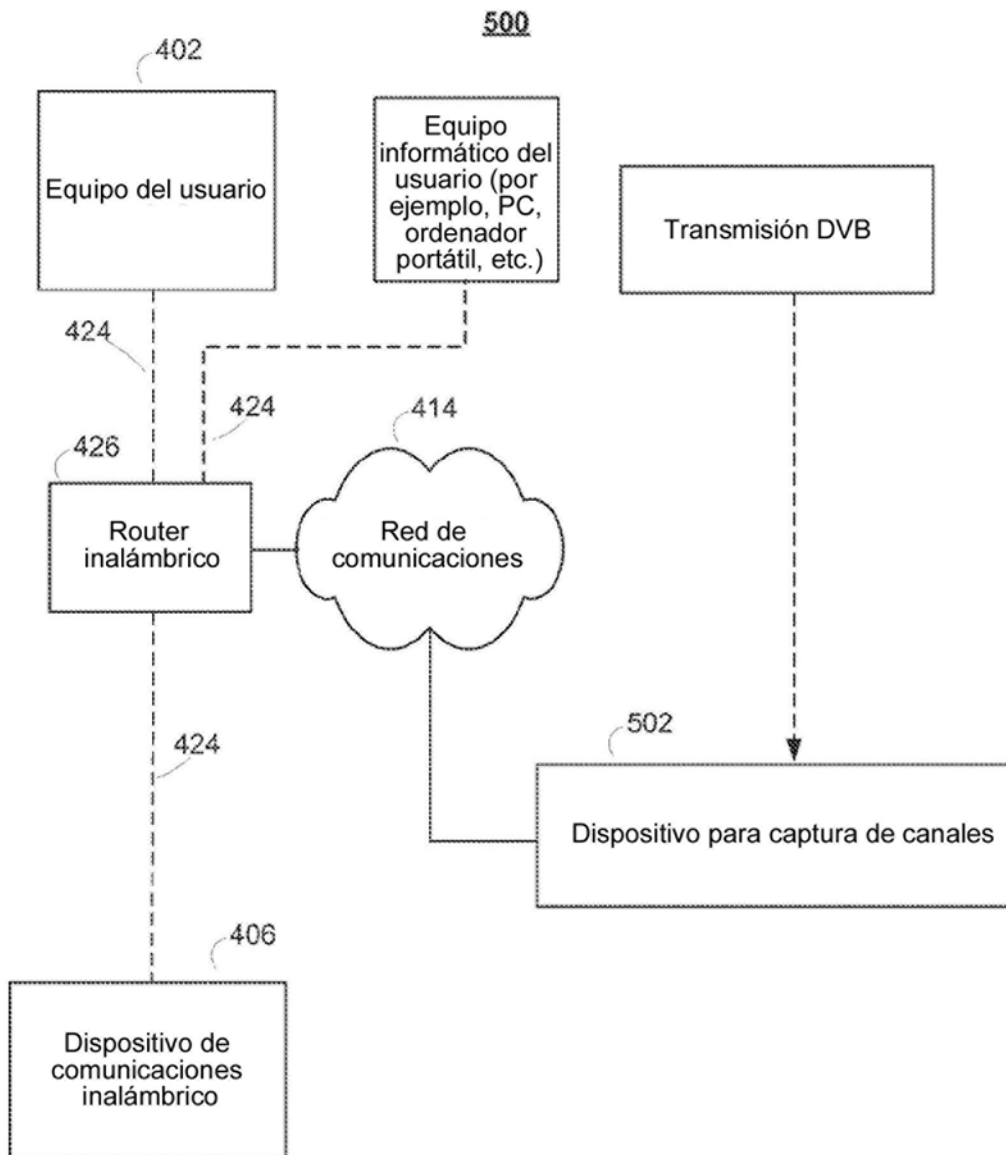 500
402
Equipo del usuario
Equipo
informático del
usuario (por
ejemplo, PC,
ordenador
portátil, etc.)
Transmisión DVB
424
424
414
426
Router
inalámbrico
Red de
comunicaciones
424
502
Dispositivo para captura de canales
406
Dispositivo de
comunicaciones
inalámbrico